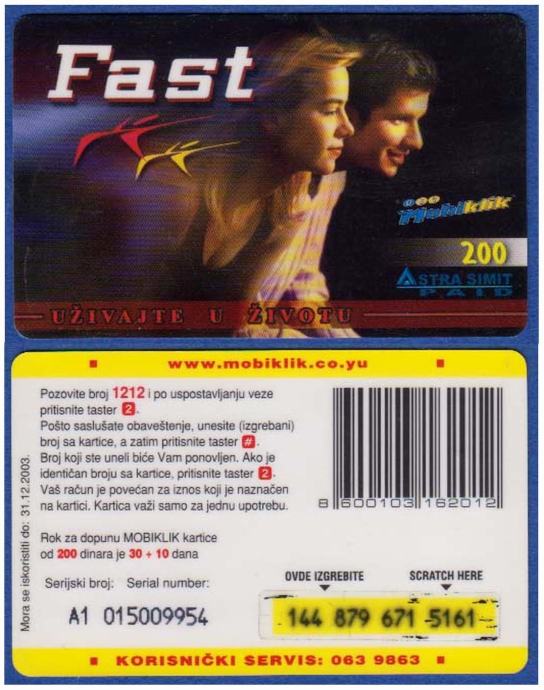 Fast
Mobiklik
200
ASTRA SIMIT
PAID
UŽIVAJTE U ŽIVOTU
www.mobiklik.co.yu
Pozovite broj 1212 i po uspostavljanju veze
pritisnite taster 2.
Pošto saslušate obaveštenje, unesite (izgrebani)
broj sa kartice, a zatim pritisnite taster #.
Broj koji ste uneli biće Vam ponovljen. Ako je
identičan broju sa kartice, pritisnite taster 2.
Vaš račun je povećan za iznos koji je naznačen
na kartici. Kartica važi samo za jednu upotrebu.
Rok za dopunu MOBIKLIK kartice
od 200 dinara je 30 + 10 dana
Mora se iskoristiti do: 31.12.2003.
8 600103 162012
Serijski broj: Serial number:
A1 015009954
OVDE IZGREBITE SCRATCH HERE
144 879 671 5161
KORISNIČKI SERVIS: 063 9863